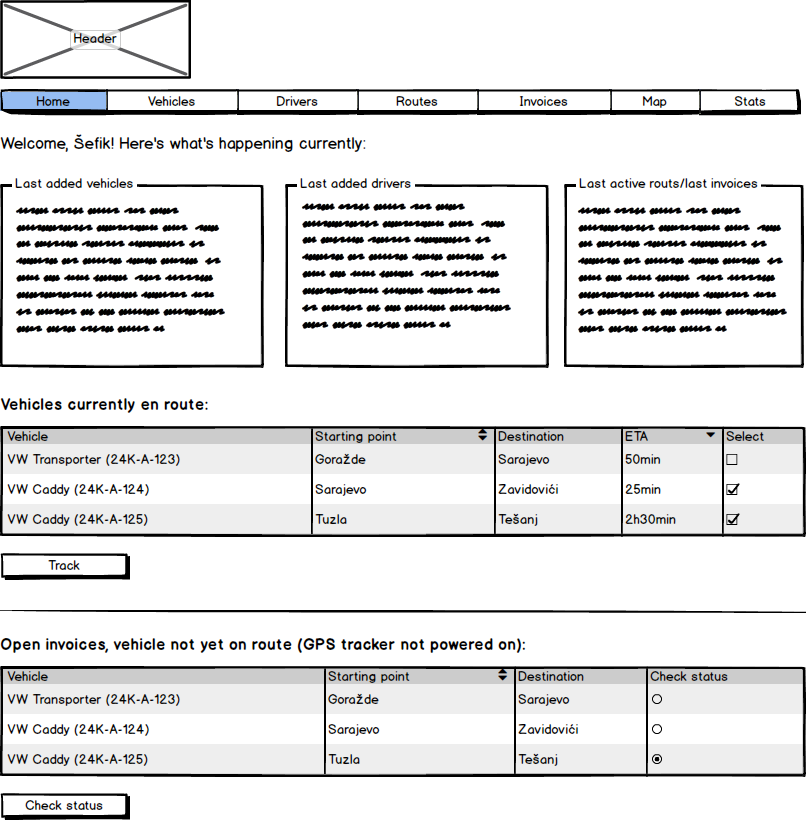 Header
Home Vehicles Drivers Routes Invoices Map Stats
Welcome, Šefik! Here's what's happening currently:
Last added vehicles Last added drivers Last active routs/last invoices
Vehicles currently en route:
Vehicle Starting point Destination ETA Select
VW Transporter (24K-A-123) Goražde Sarajevo 50min
VW Caddy (24K-A-124) Sarajevo Zavidovići 25min
VW Caddy (24K-A-125) Tuzla Tešanj 2h30min
Track
Open invoices, vehicle not yet on route (GPS tracker not powered on):
Vehicle Starting point Destination Check status
VW Transporter (24K-A-123) Goražde Sarajevo
VW Caddy (24K-A-124) Sarajevo Zavidovići
VW Caddy (24K-A-125) Tuzla Tešanj
Check status